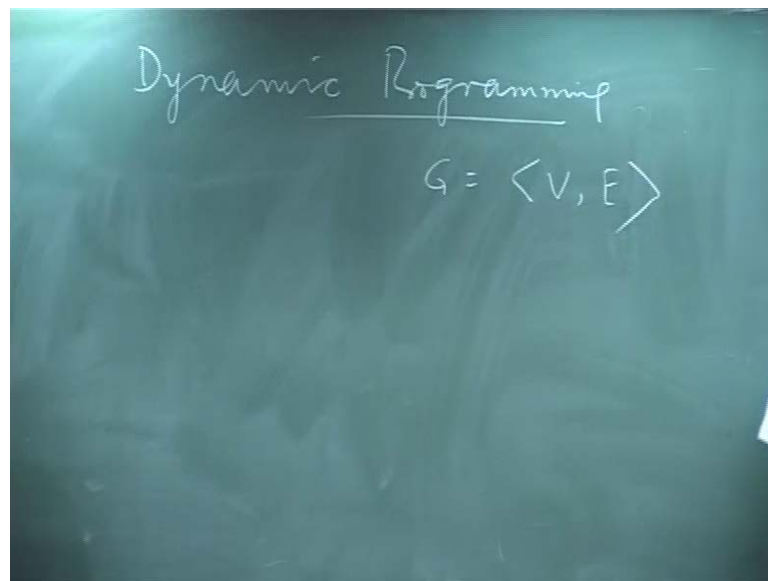 Dynamic Programming
G = <V, E>